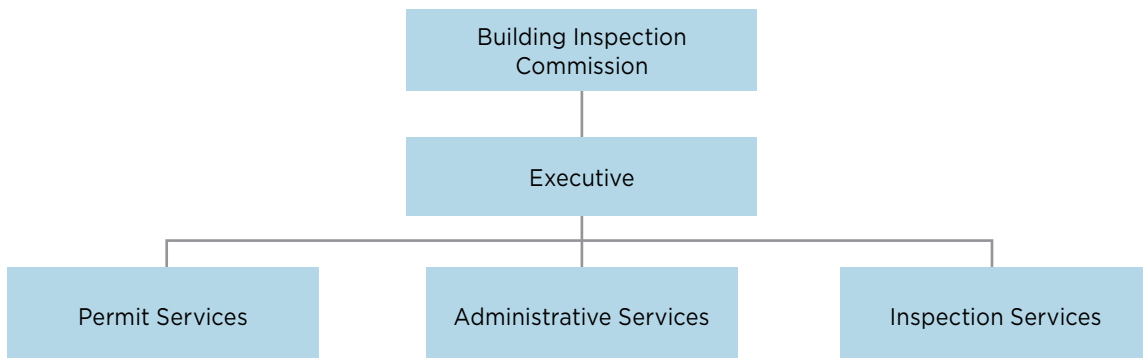 Building Inspection
Commission
Executive
Permit Services
Administrative Services
Inspection Services